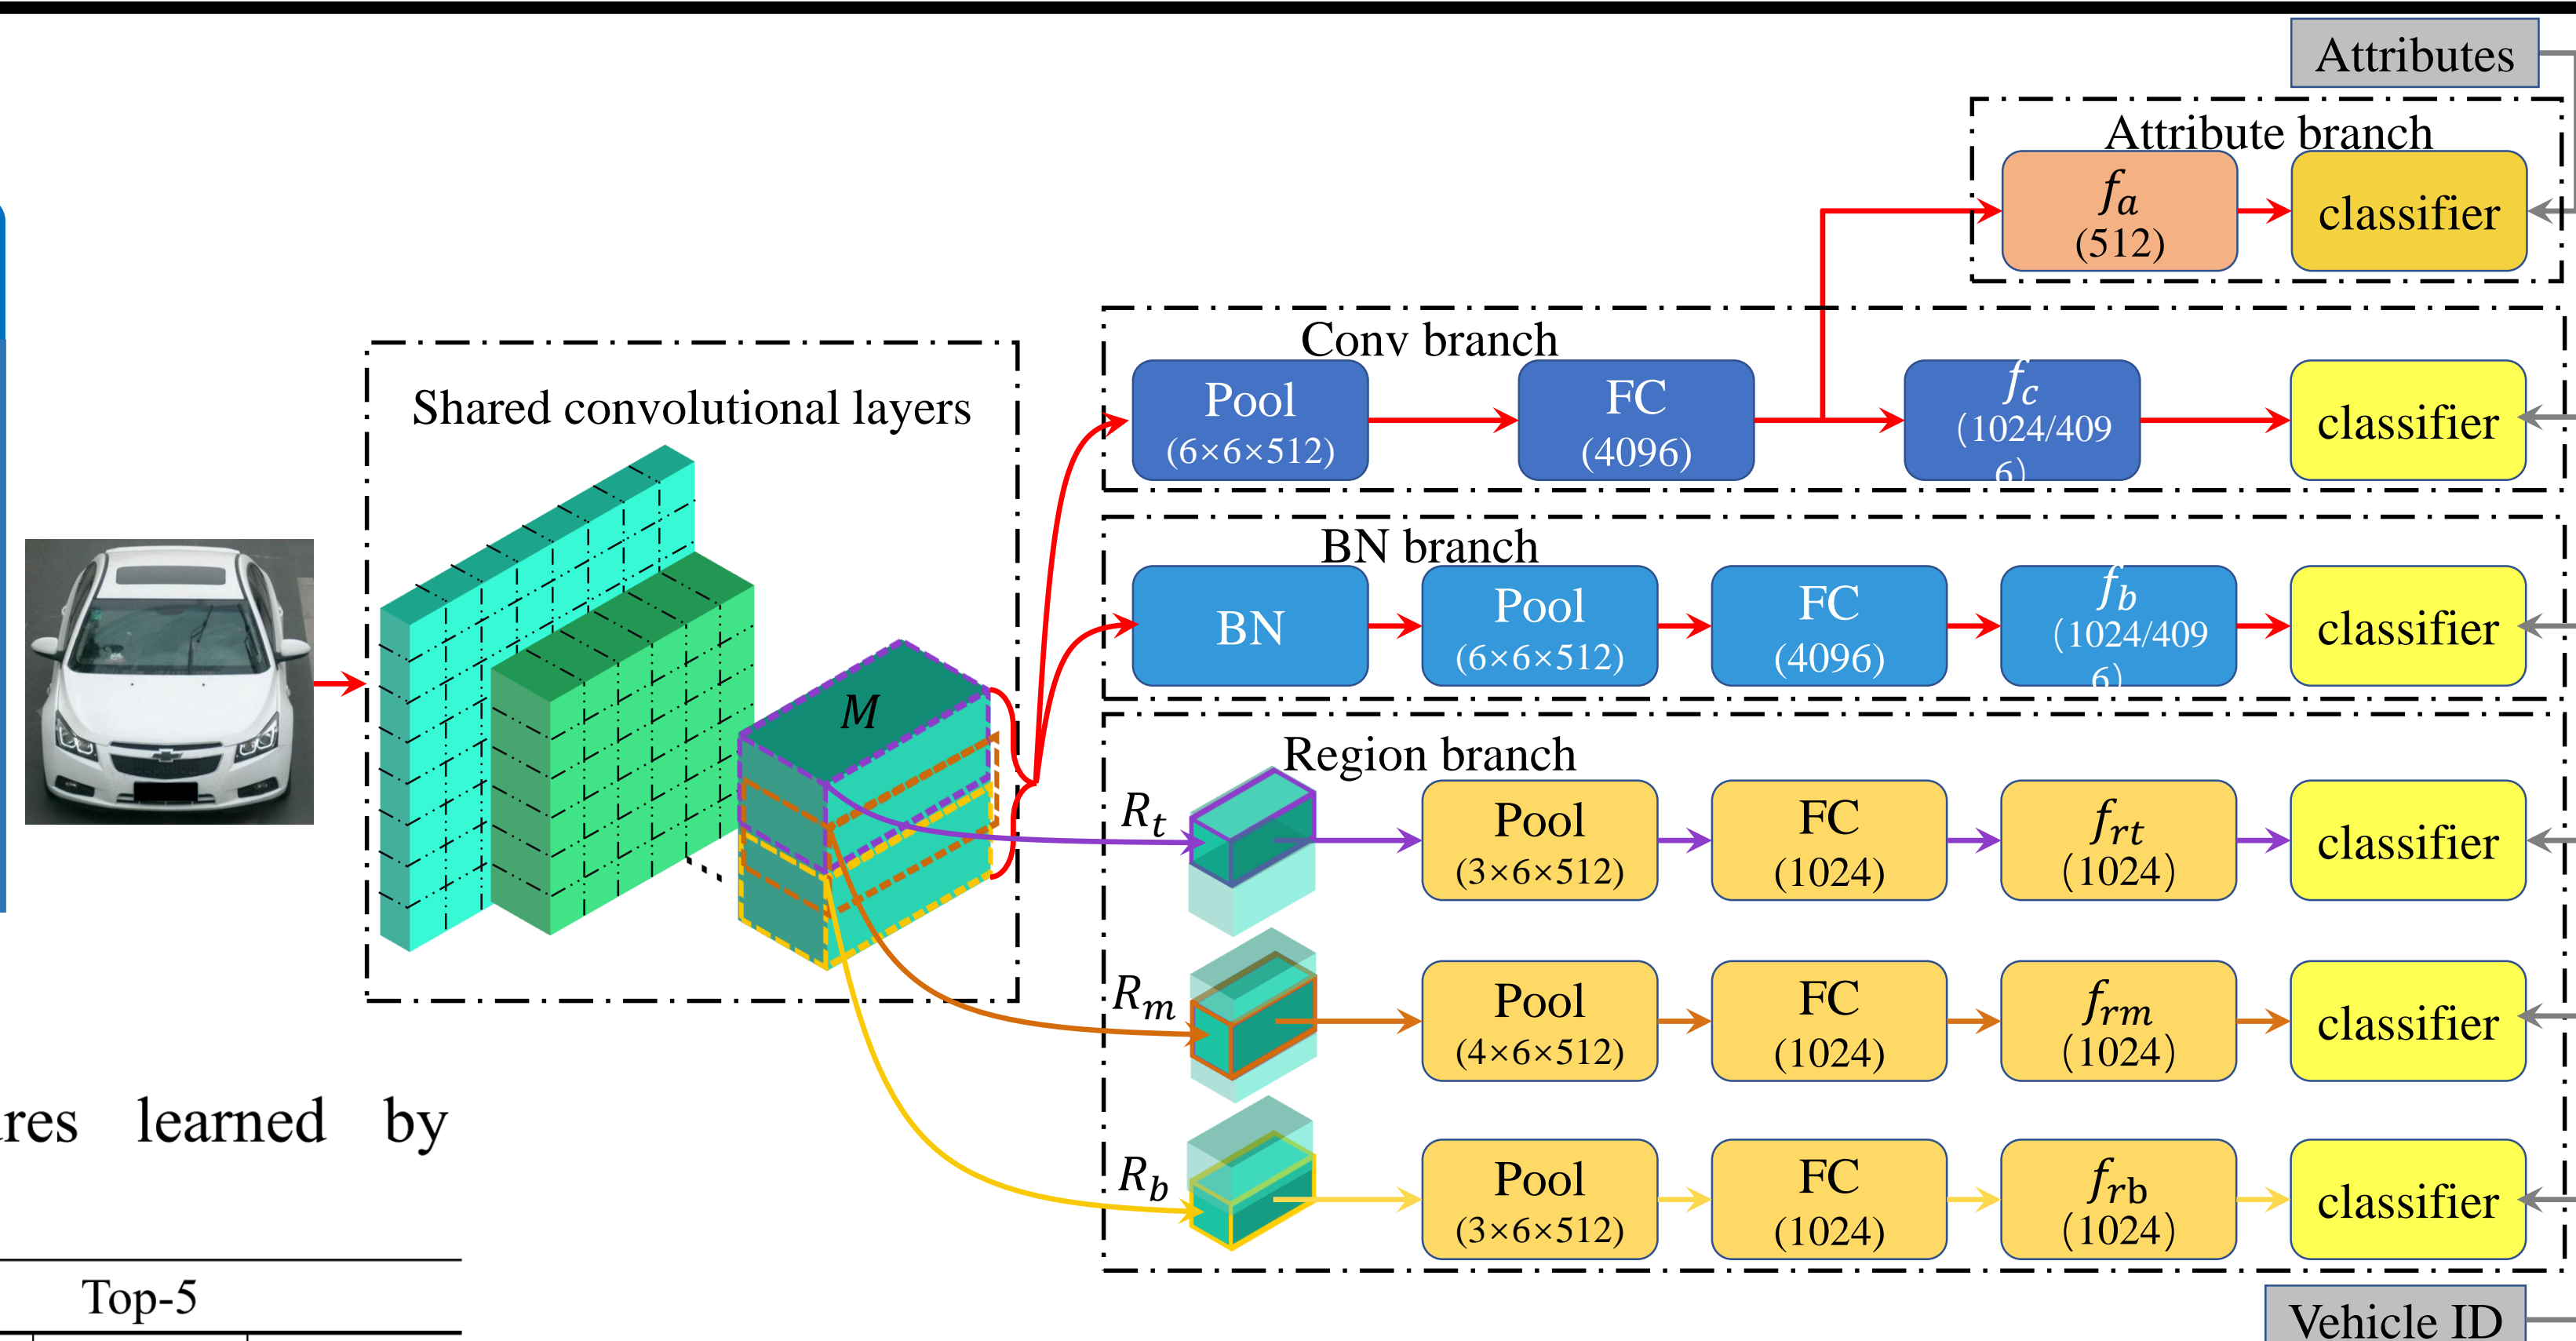 Attributes
Attribute branch
fa
(512)
classifier
Conv branch
Pool
(6×6×512)
FC
(4096)
fc
(1024/409
6)
classifier
Shared convolutional layers
M
BN branch
BN
Pool
(6×6×512)
FC
(4096)
fb
(1024/409
6)
classifier
Region branch
Rt
Pool
(3×6×512)
FC
(1024)
frt
(1024)
classifier
Rm
Pool
(4×6×512)
FC
(1024)
frm
(1024)
classifier
Rb
Pool
(3×6×512)
FC
(1024)
frb
(1024)
classifier
learned by
Top-5
Vehicle ID